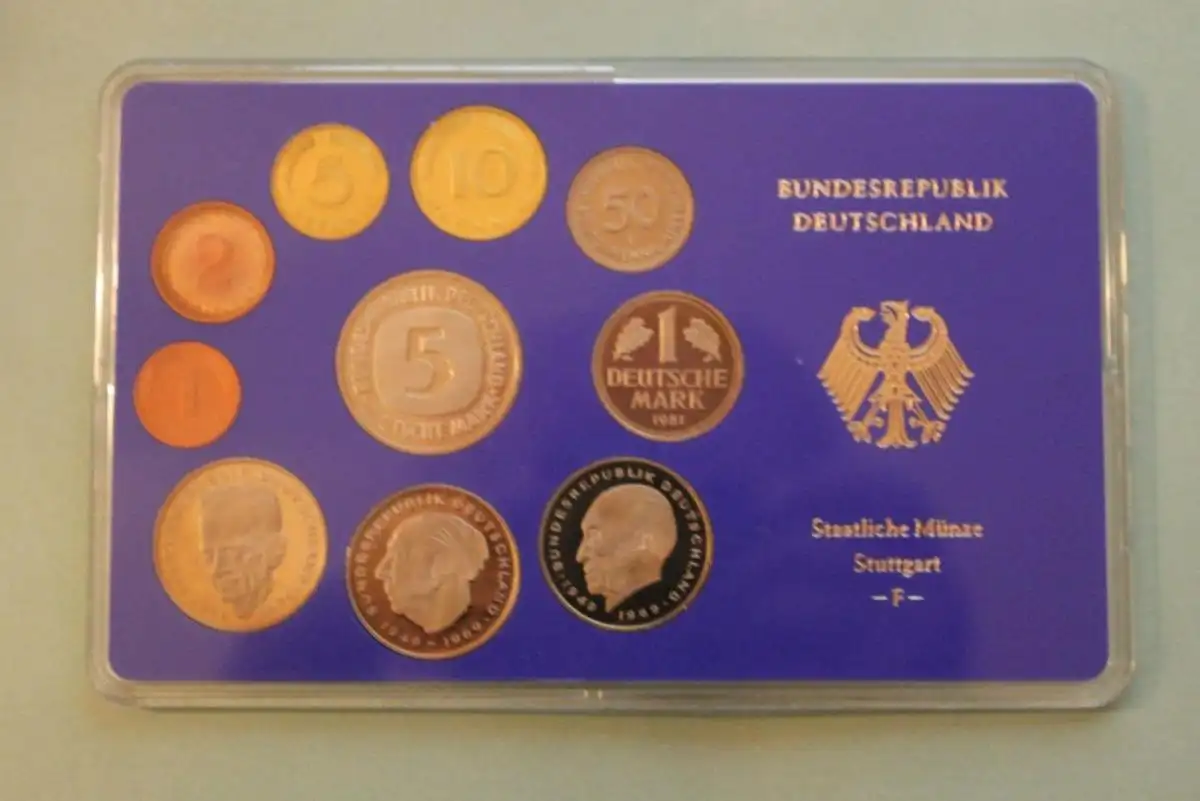 5
10
50
2
1
5
1
DEUTSCHE
MARK
BUNDESREPUBLIK DEUTSCHLAND
1949 - 1969
BUNDESREPUBLIK DEUTSCHLAND
1949 · 1969
BUNDESREPUBLIK
DEUTSCHLAND
Staatliche Münze
Stuttgart
– F –